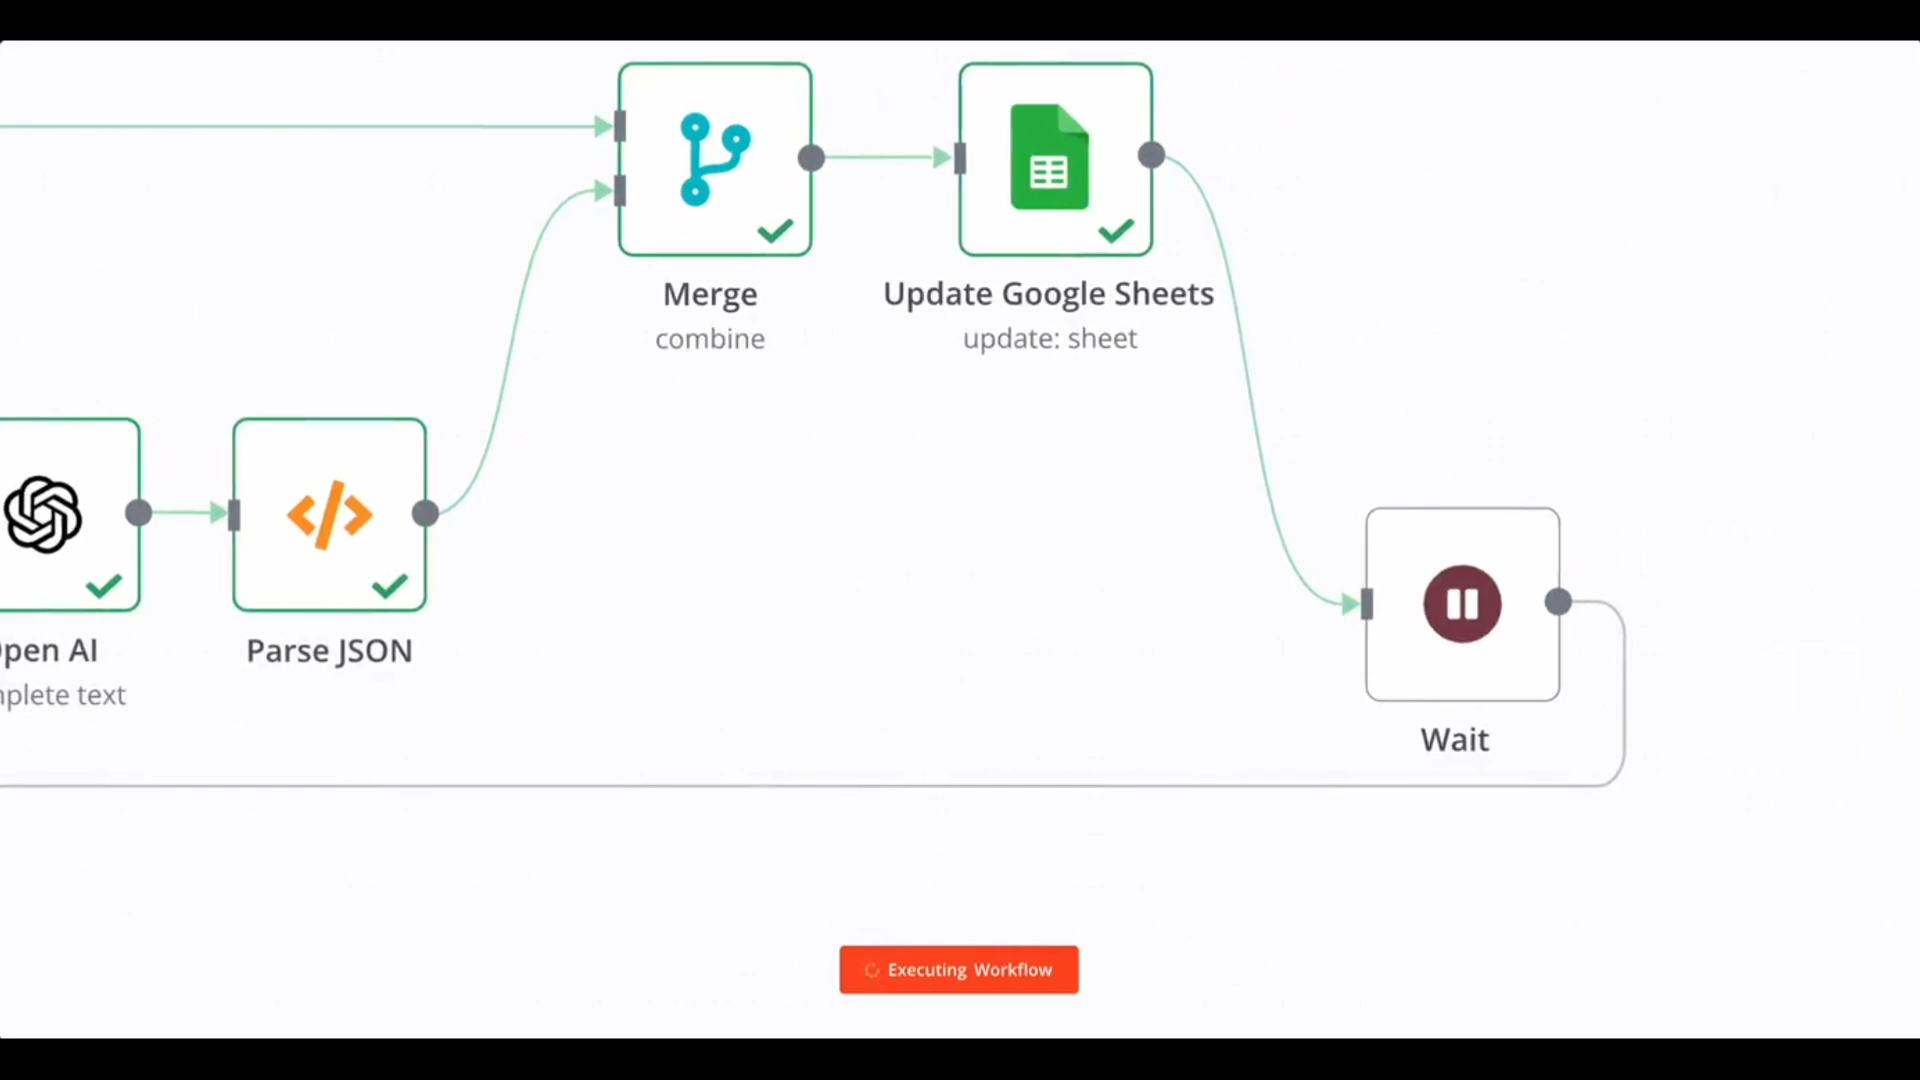 Merge
combine
Update Google Sheets
update: sheet
pen AI
plete text
Parse JSON
Wait
Executing Workflow